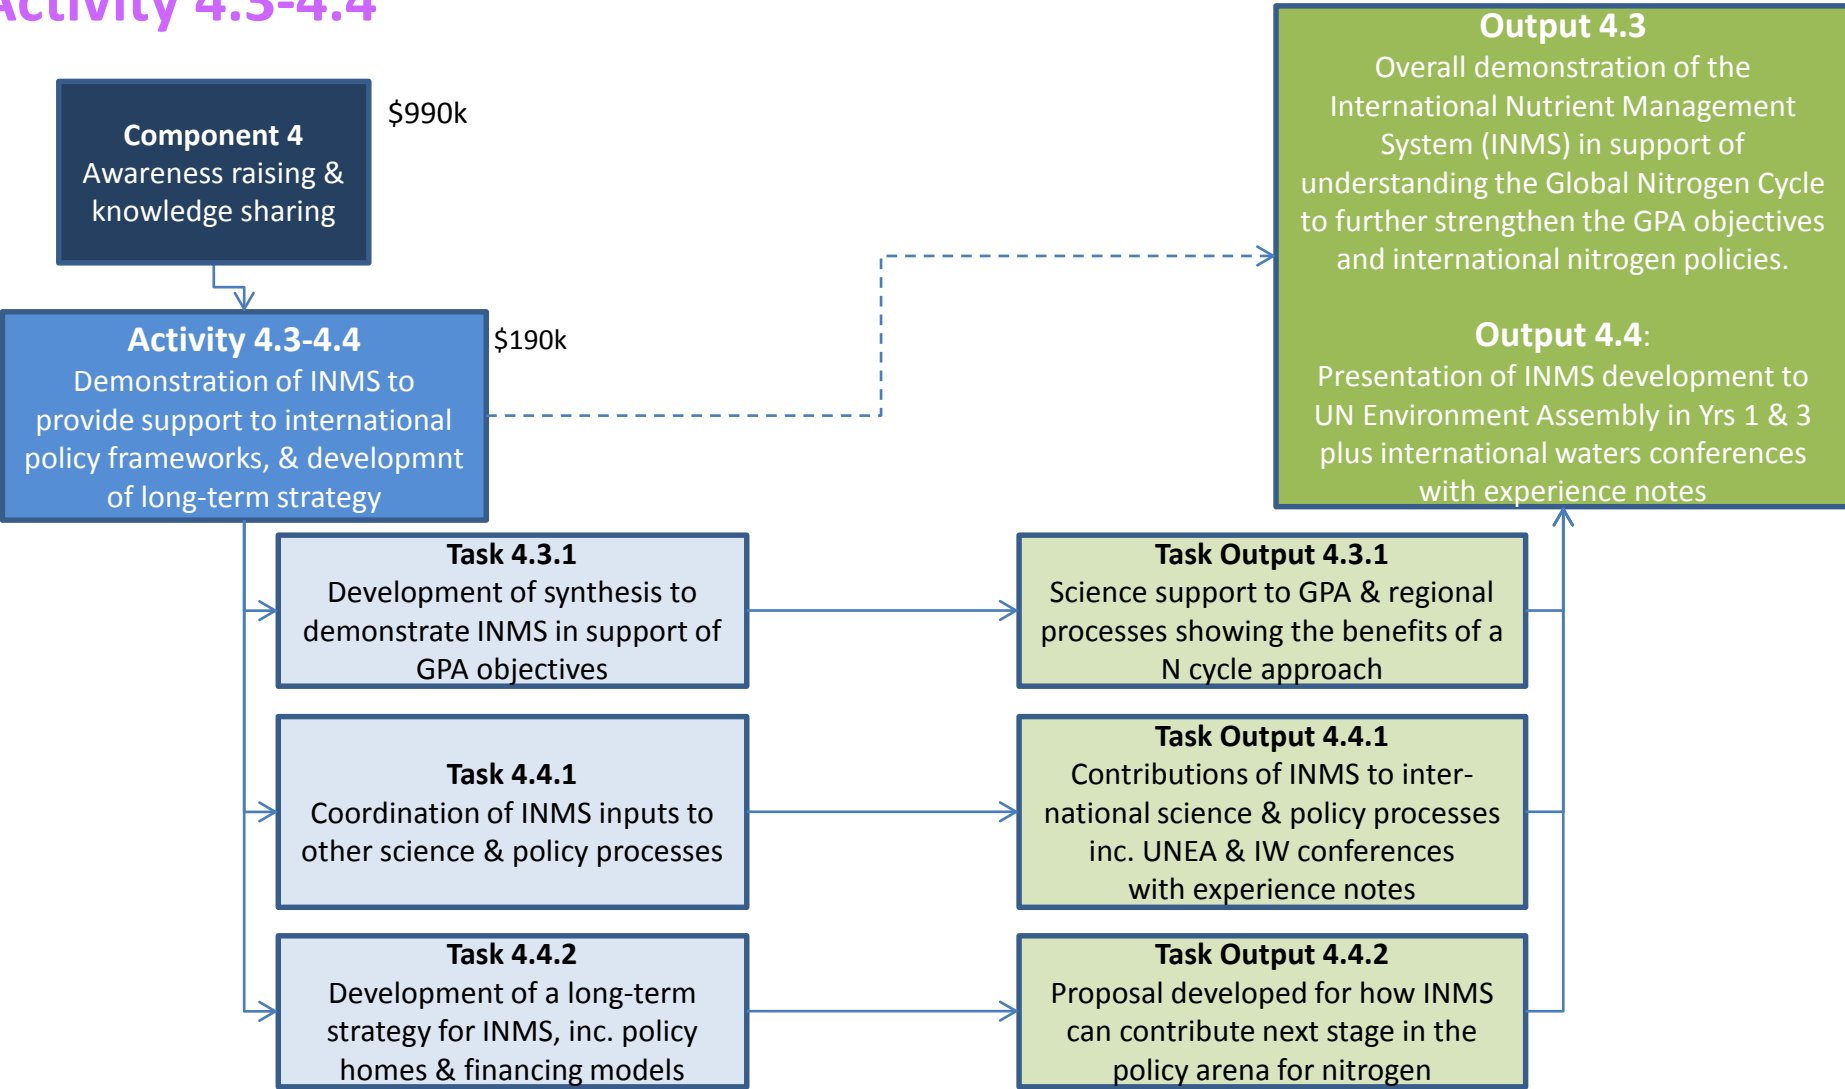 Activity 4.3-4.4
Component 4
Awareness raising &
knowledge sharing
$990k
Activity 4.3-4.4
Demonstration of INMS to
provide support to international
policy frameworks, & developmnt
of long-term strategy
$190k
Output 4.3
Overall demonstration of the
International Nutrient Management
System (INMS) in support of
understanding the Global Nitrogen Cycle
to further strengthen the GPA objectives
and international nitrogen policies.
Output 4.4:
Presentation of INMS development to
UN Environment Assembly in Yrs 1 & 3
plus international waters conferences
with experience notes
Task 4.3.1
Development of synthesis to
demonstrate INMS in support of
GPA objectives
Task Output 4.3.1
Science support to GPA & regional
processes showing the benefits of a
N cycle approach
Task 4.4.1
Coordination of INMS inputs to
other science & policy processes
Task Output 4.4.1
Contributions of INMS to inter-
national science & policy processes
inc. UNEA & IW conferences
with experience notes
Task 4.4.2
Development of a long-term
strategy for INMS, inc. policy
homes & financing models
Task Output 4.4.2
Proposal developed for how INMS
can contribute next stage in the
policy arena for nitrogen